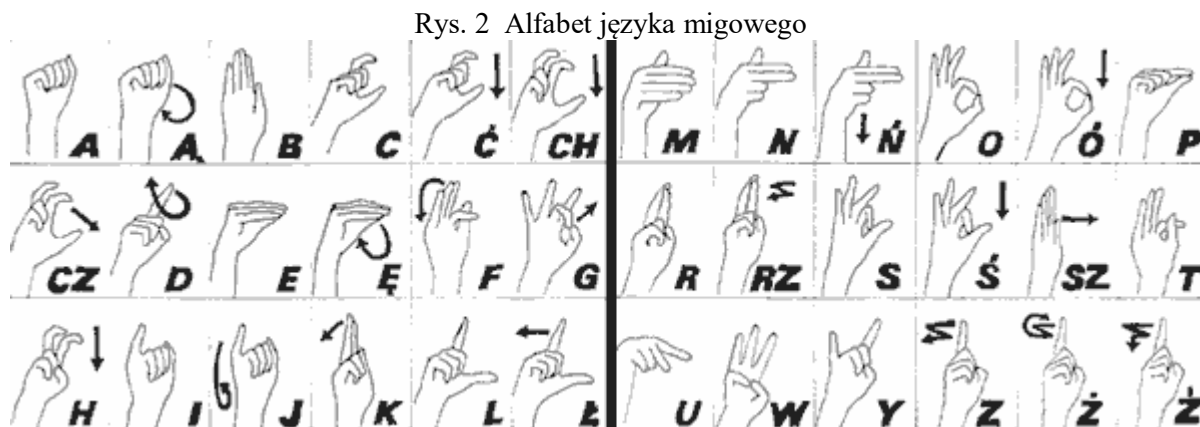 Rys. 2 Alfabet języka migowego
A Ą B C Ć CH
CZ D E Ę F G
H I J K L Ł
M N Ń O Ó P
R RZ S Ś SZ T
U W Y Z Ż Ź